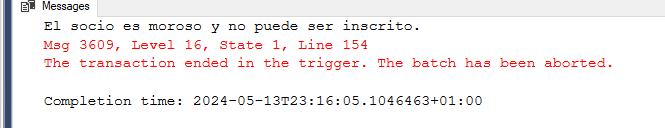 Messages
El socio es moroso y no puede ser inscrito.
Msg 3609, Level 16, State 1, Line 154
The transaction ended in the trigger. The batch has been aborted.
Completion time: 2024-05-13T23:16:05.1046463+01:00